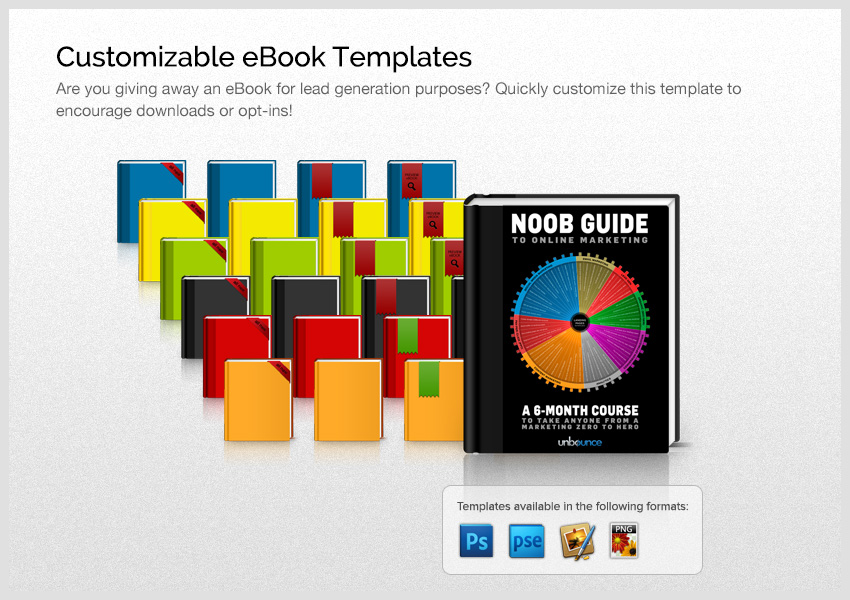 Customizable eBook Templates
Are you giving away an eBook for lead generation purposes? Quickly customize this template to
encourage downloads or opt-ins!
NOOB GUIDE
TO ONLINE MARKETING
A 6-MONTH COURSE
TO TAKE ANYONE FROM A
MARKETING ZERO TO HERO
unbounce
Templates available in the following formats:
Ps
pse
PNG